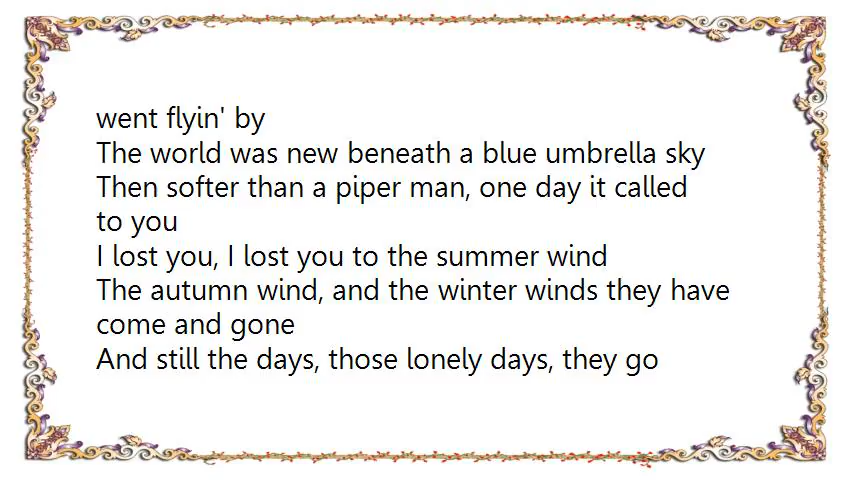 went flyin' by
The world was new beneath a blue umbrella sky
Then softer than a piper man, one day it called
to you
I lost you, I lost you to the summer wind
The autumn wind, and the winter winds they have
come and gone
And still the days, those lonely days, they go